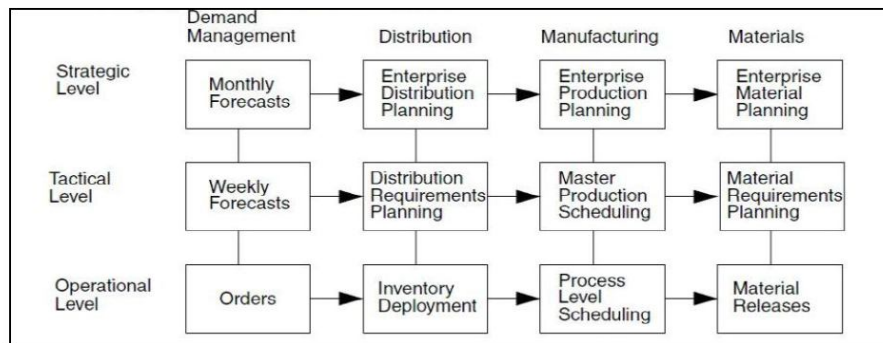 Demand
Management
Distribution
Manufacturing
Materials
Strategic
Level
Monthly
Forecasts
Enterprise
Distribution
Planning
Enterprise
Production
Planning
Enterprise
Material
Planning
Tactical
Level
Weekly
Forecasts
Distribution
Requirements
Planning
Master
Production
Scheduling
Material
Requirements
Planning
Operational
Level
Orders
Inventory
Deployment
Process
Level
Scheduling
Material
Releases